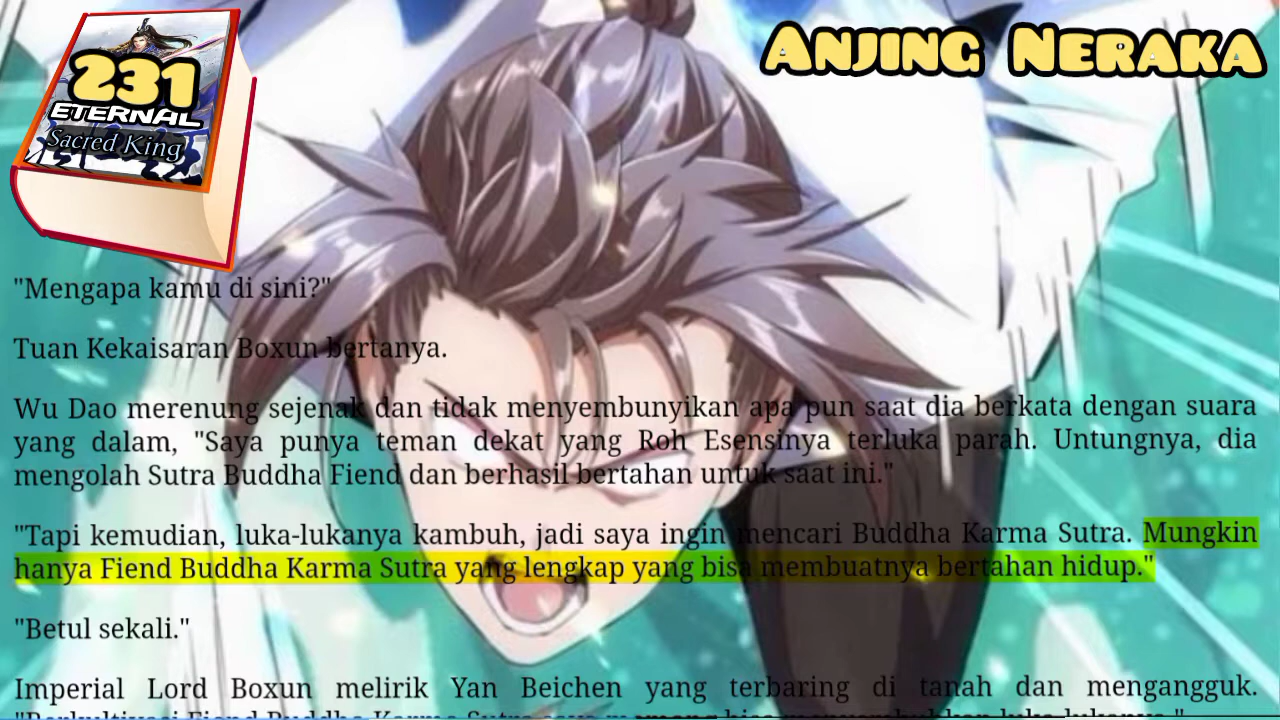 231
ETERNAL
Sacred King
ANJING NERAKA
"Mengapa kamu di sini?"
Tuan Kekaisaran Boxun bertanya.
Wu Dao merenung sejenak dan tidak menyembunyikan apa pun saat dia berkata dengan suara
yang dalam, "Saya punya teman dekat yang Roh Esensinya terluka parah. Untungnya, dia
mengolah Sutra Buddha Fiend dan berhasil bertahan untuk saat ini."
"Tapi kemudian, luka-lukanya kambuh, jadi saya ingin mencari Buddha Karma Sutra. Mungkin
hanya Fiend Buddha Karma Sutra yang lengkap yang bisa membuatnya bertahan hidup."
"Betul sekali."
Imperial Lord Boxun melirik Yan Beichen yang terbaring di tanah dan mengangguk.